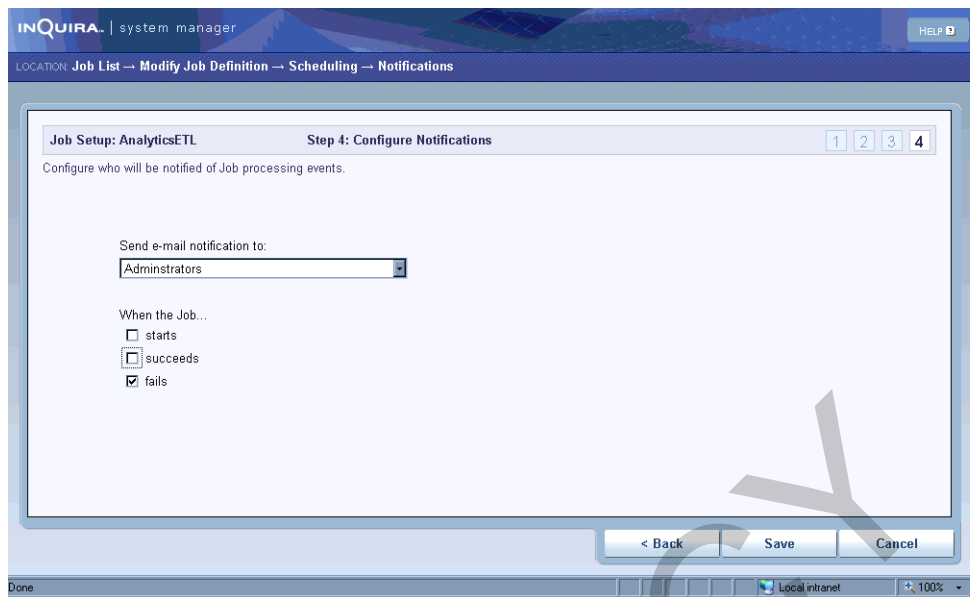 INQUIRA™ | system manager
HELP ?
LOCATION: Job List → Modify Job Definition → Scheduling → Notifications
Job Setup: AnalyticsETL Step 4: Configure Notifications 1 2 3 4
Configure who will be notified of Job processing events.
Send e-mail notification to:
Adminstrators
When the Job...
starts
succeeds
fails
< Back Save Cancel
Done Local intranet 100%
C Y